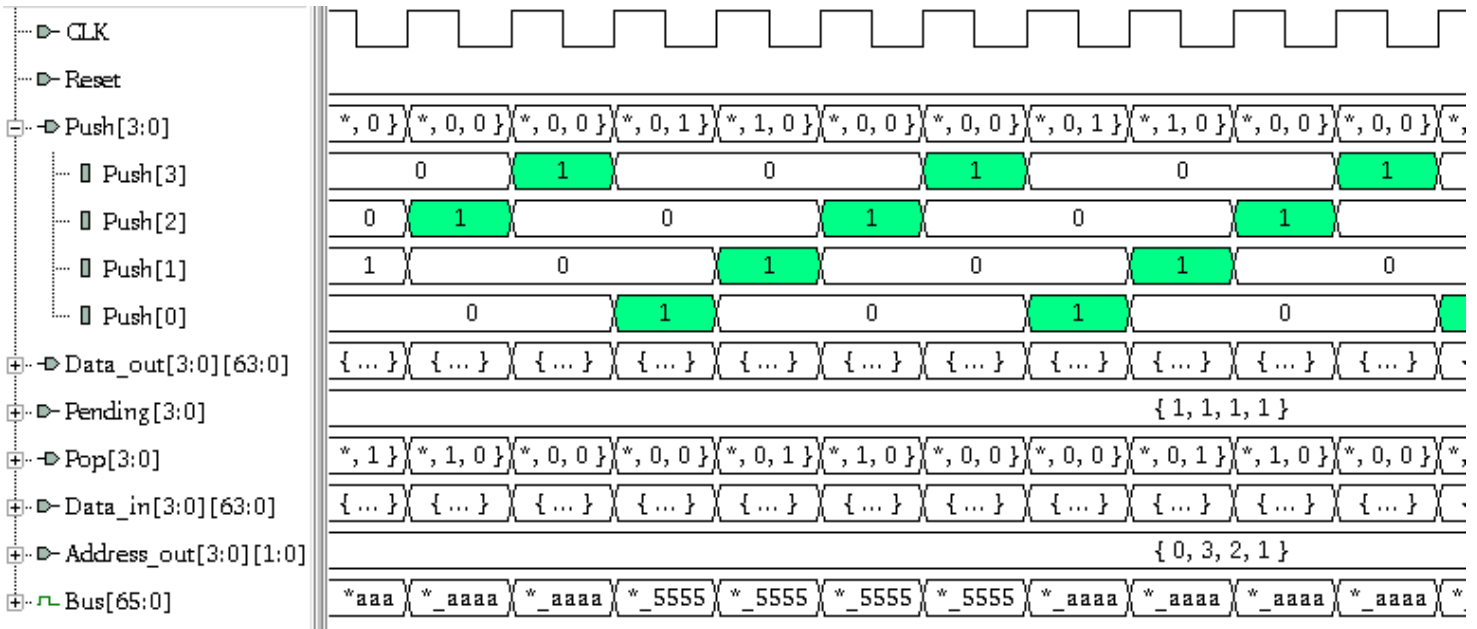 CLK
Reset
Push[3:0] *, 0 } *, 0, 0 } *, 0, 0 } *, 0, 1 } *, 1, 0 } *, 0, 0 } *, 0, 0 } *, 0, 1 } *, 1, 0 } *, 0, 0 } *, 0, 0 } *,
Push[3] 0 1 0 1 0 1
Push[2] 0 1 0 1 0 1
Push[1] 1 0 1 0 1 0
Push[0] 0 1 0 1 0
Data_out[3:0][63:0] { ... } { ... } { ... } { ... } { ... } { ... } { ... } { ... } { ... } { ... } { ... }
Pending[3:0] { 1, 1, 1, 1 }
Pop[3:0] *, 1 } *, 1, 0 } *, 0, 0 } *, 0, 0 } *, 0, 1 } *, 1, 0 } *, 0, 0 } *, 0, 0 } *, 0, 1 } *, 1, 0 } *, 0, 0 } *,
Data_in[3:0][63:0] { ... } { ... } { ... } { ... } { ... } { ... } { ... } { ... } { ... } { ... } { ... }
Address_out[3:0][1:0] { 0, 3, 2, 1 }
Bus[65:0] *aaa *_aaaa *_aaaa *_5555 *_5555 *_5555 *_5555 *_aaaa *_aaaa *_aaaa *_aaaa *_